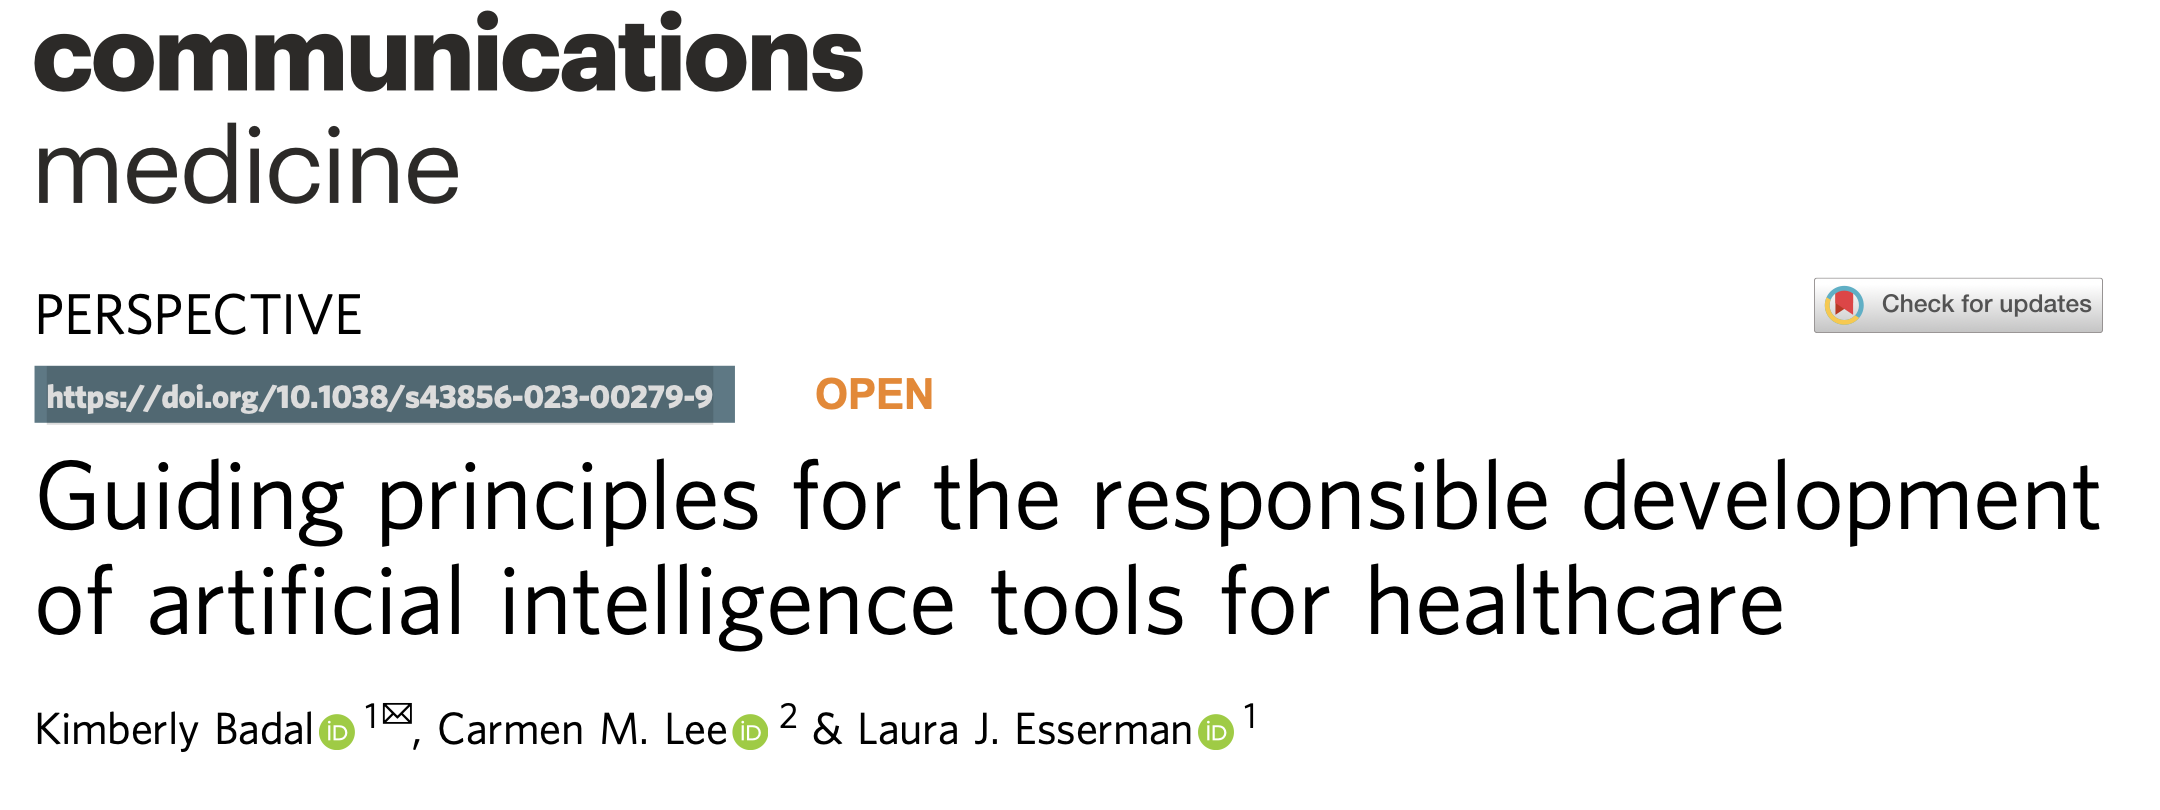 communications
medicine
PERSPECTIVE
Check for updates
https://doi.org/10.1038/s43856-023-00279-9
OPEN
Guiding principles for the responsible development
of artificial intelligence tools for healthcare
Kimberly Badal iD 1✉, Carmen M. Lee iD 2 & Laura J. Esserman iD 1